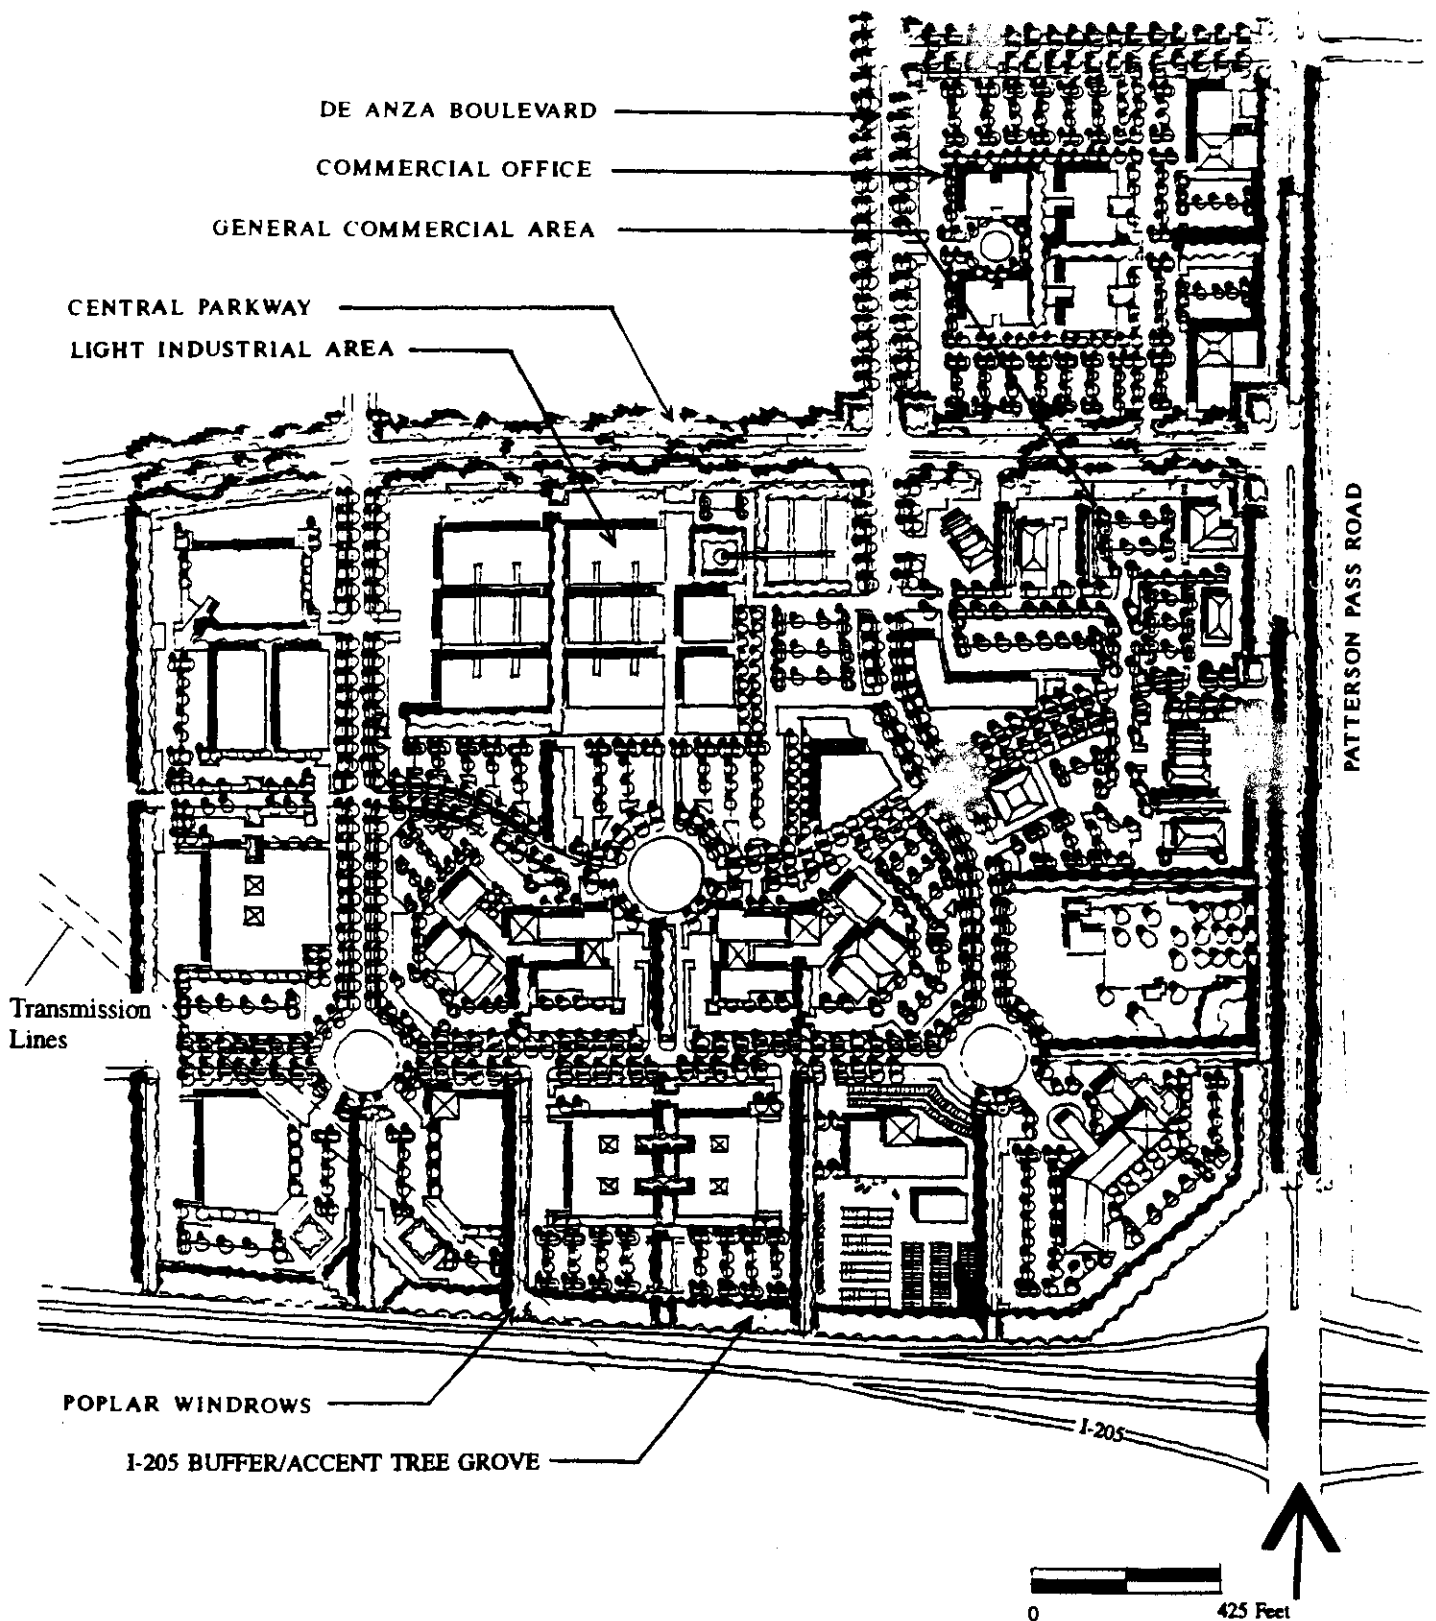 DE ANZA BOULEVARD
COMMERCIAL OFFICE
GENERAL COMMERCIAL AREA
CENTRAL PARKWAY
LIGHT INDUSTRIAL AREA
PATTERSON PASS ROAD
Transmission
Lines
POPLAR WINDROWS
I-205
I-205 BUFFER/ACCENT TREE GROVE
0
425 Feet